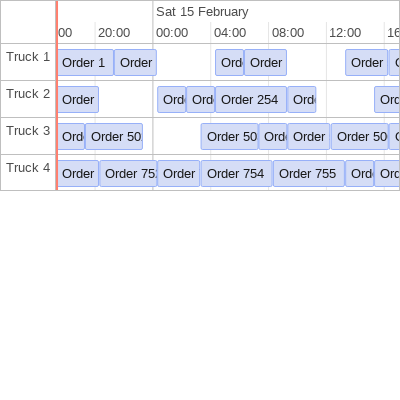 Sat 15 February
00 20:00 00:00 04:00 08:00 12:00 16
Truck 1 Order 1 Order Ord Order Order
Truck 2 Order Ord Ord Order 254 Ord Ord
Truck 3 Ord Order 50 Order 50 Ord Order Order 50
Truck 4 Order Order 752 Order Order 754 Order 755 Ord Ord